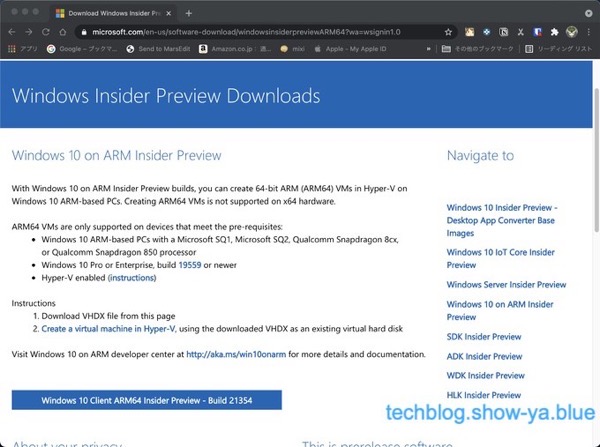 Download Windows Insider Pre
microsoft.com/en-us/software-download/windowsinsiderpreviewARM64?wa=wsignin1.0
アプリ G Google - ブックマ... Send to MarsEdit Amazon.co.jp： 通... mixi Apple - My Apple ID » その他のブックマーク リーディング リスト
Windows Insider Preview Downloads
Windows 10 on ARM Insider Preview
With Windows 10 on ARM Insider Preview builds, you can create 64-bit ARM (ARM64) VMs in Hyper-V on
Windows 10 ARM-based PCs. Creating ARM64 VMs is not supported on x64 hardware.
ARM64 VMs are only supported on devices that meet the pre-requisites:
• Windows 10 ARM-based PCs with a Microsoft SQ1, Microsoft SQ2, Qualcomm Snapdragon 8cx,
or Qualcomm Snapdragon 850 processor
• Windows 10 Pro or Enterprise, build 19559 or newer
• Hyper-V enabled (instructions)
Instructions
1. Download VHDX file from this page
2. Create a virtual machine in Hyper-V, using the downloaded VHDX as an existing virtual hard disk
Visit Windows 10 on ARM developer center at http://aka.ms/win10onarm for more details and documentation.
Windows 10 Client ARM64 Insider Preview - Build 21354
Navigate to
Windows 10 Insider Preview -
Desktop App Converter Base
Images
Windows 10 IoT Core Insider
Preview
Windows Server Insider Preview
Windows 10 on ARM Insider
Preview
SDK Insider Preview
ADK Insider Preview
WDK Insider Preview
HLK Insider Preview
techblog.show-ya.blue
About your privacy
This is prerelease software